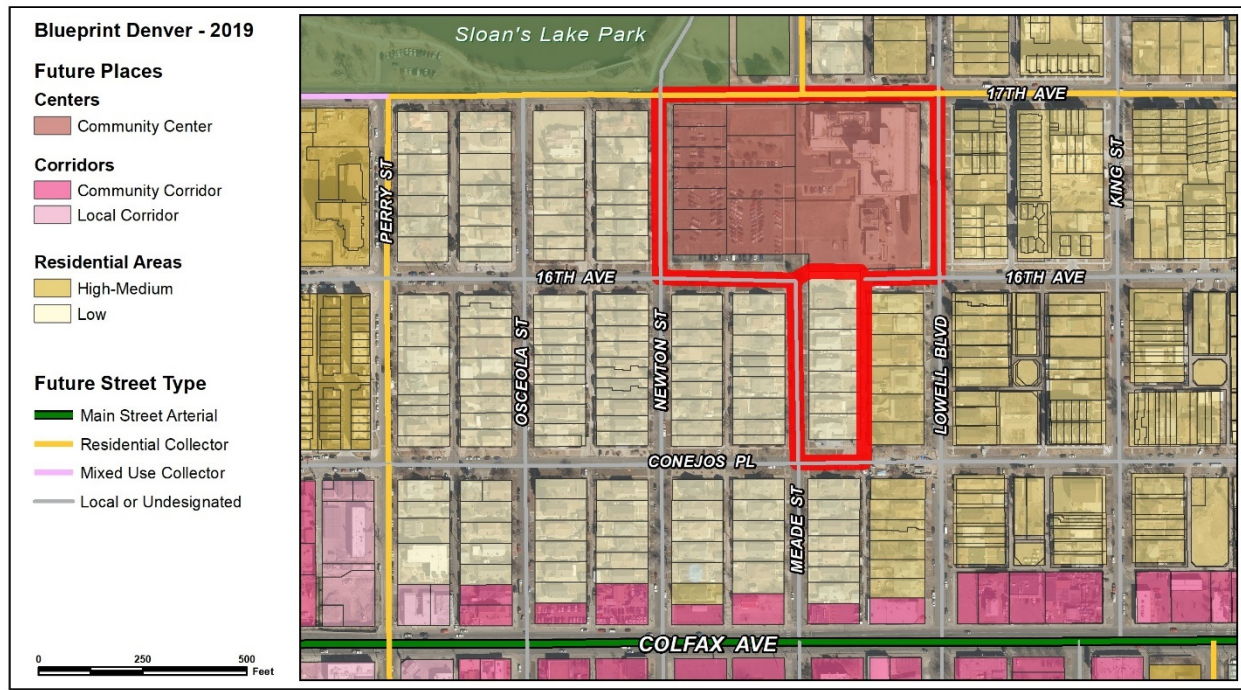 Blueprint Denver - 2019
Future Places
Centers
Community Center
Corridors
Community Corridor
Local Corridor
Residential Areas
High-Medium
Low
Future Street Type
Main Street Arterial
Residential Collector
Mixed Use Collector
Local or Undesignated
0 250 500
Feet
Sloan's Lake Park
17TH AVE
PERRY ST
KING ST
16TH AVE
16TH AVE
OSCEOLA ST
NEWTON ST
LOWELL BLVD
CONEJOS PL
MEADE ST
COLFAX AVE